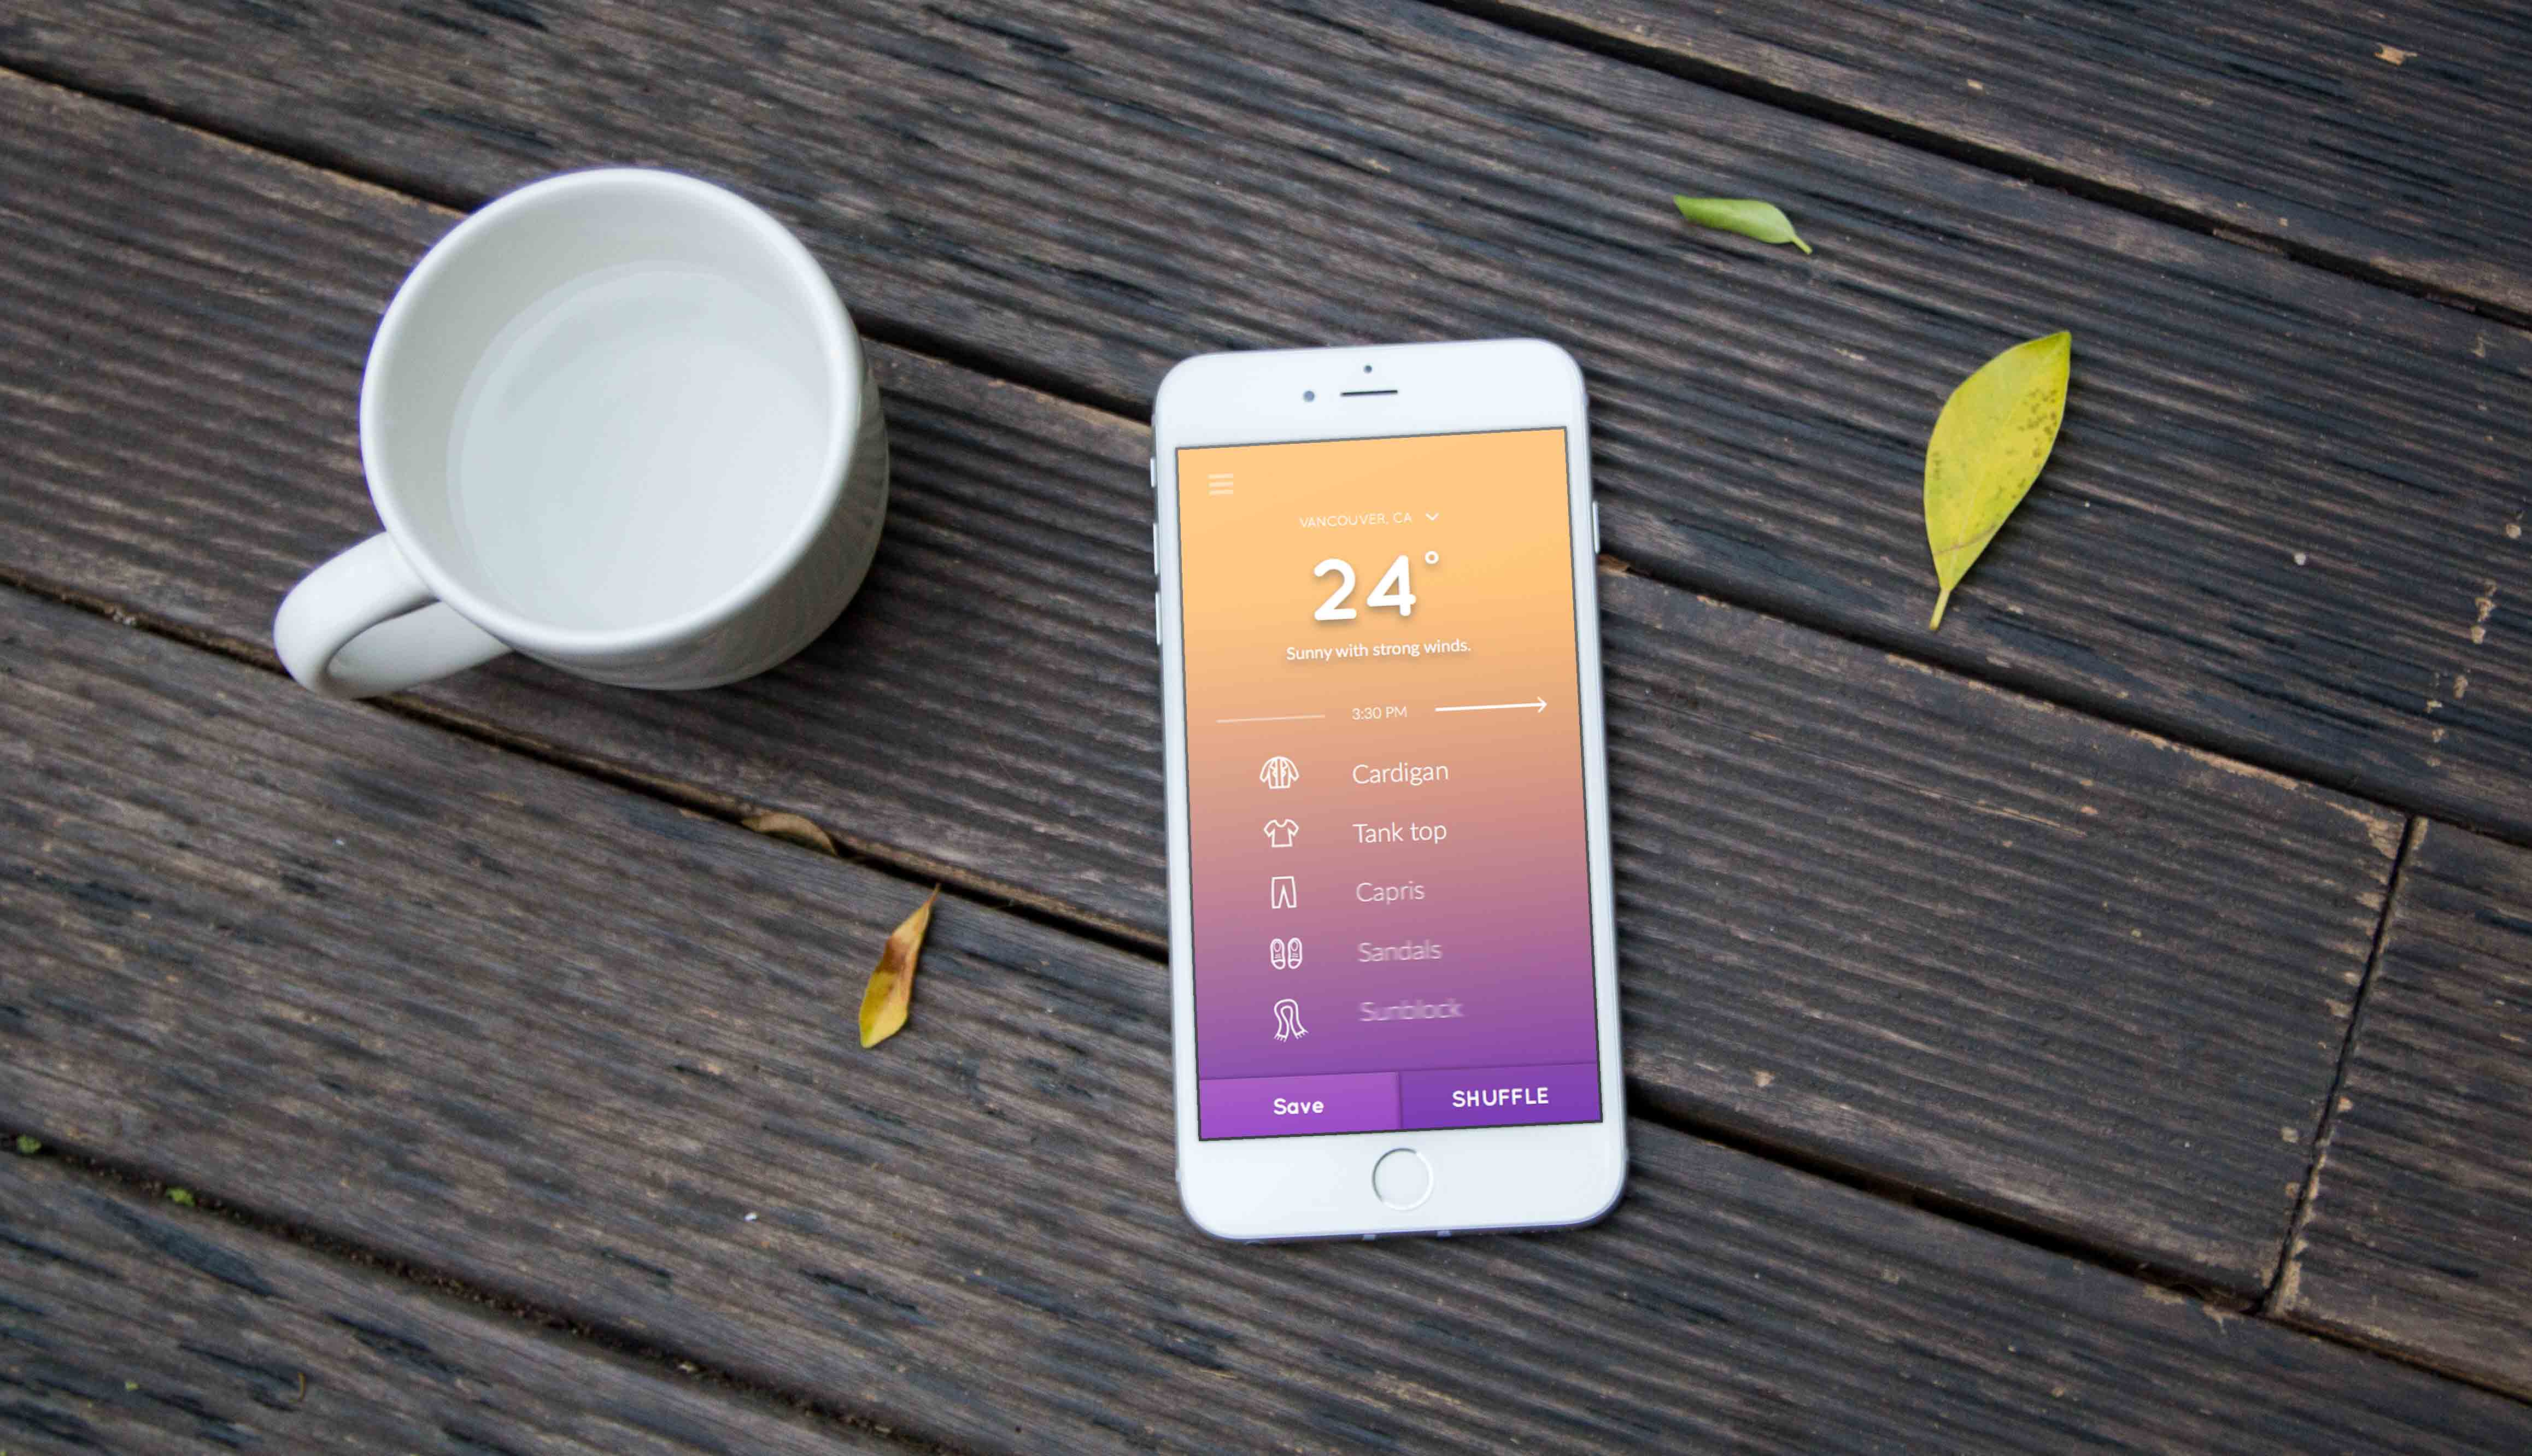 VANCOUVER, CA
24°
Sunny with strong winds.
3:30 PM
Cardigan
Tank top
Capris
Sandals
Sunblock
Save
SHUFFLE